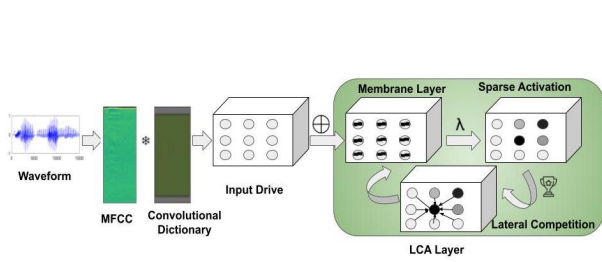 Membrane Layer
Sparse Activation
λ
Waveform
*
Input Drive
MFCC
Convolutional
Dictionary
Lateral Competition
LCA Layer